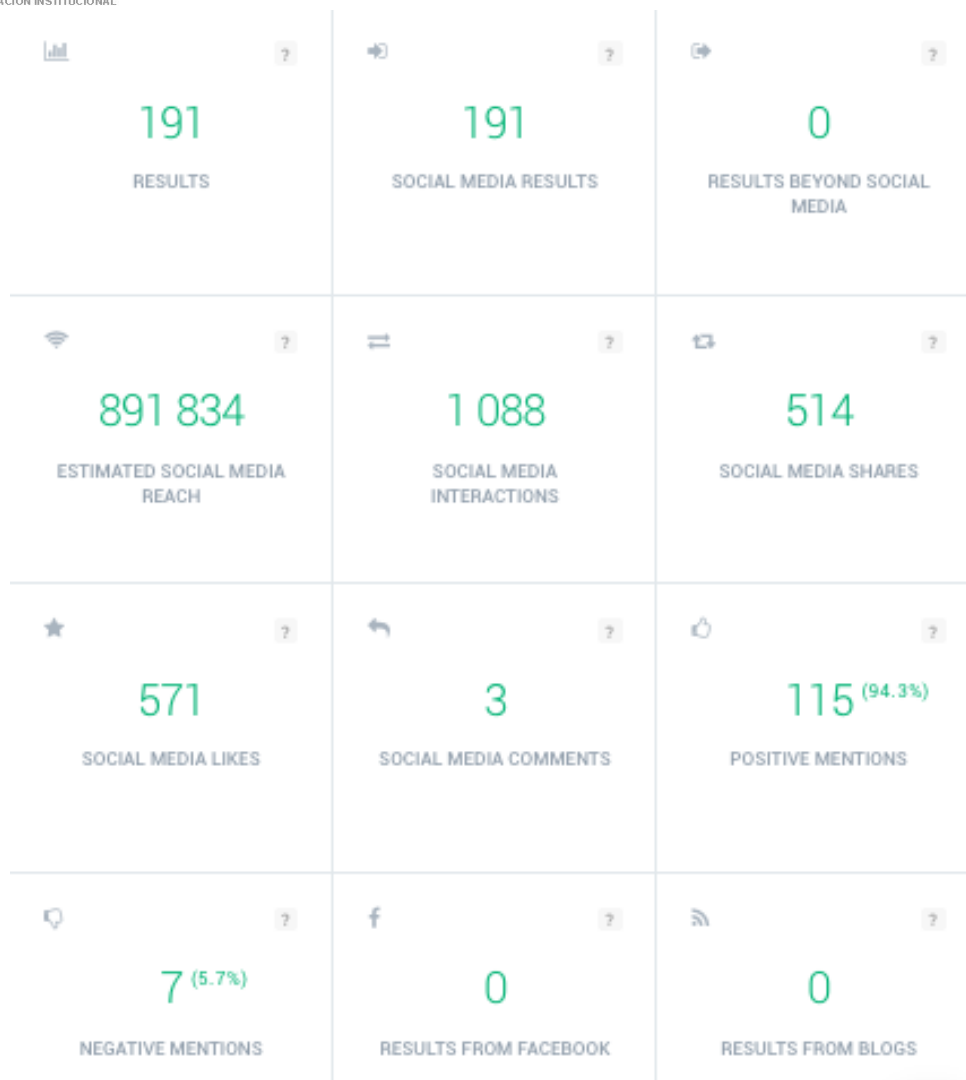 INSTITUCIONAL
? ? ?
191 191 0
RESULTS SOCIAL MEDIA RESULTS RESULTS BEYOND SOCIAL
MEDIA
? ? ?
891 834 1 088 514
ESTIMATED SOCIAL MEDIA SOCIAL MEDIA SOCIAL MEDIA SHARES
REACH INTERACTIONS
? ? ?
571 3 115 (94.3%)
SOCIAL MEDIA LIKES SOCIAL MEDIA COMMENTS POSITIVE MENTIONS
? ? ?
7 (5.7%) 0 0
NEGATIVE MENTIONS RESULTS FROM FACEBOOK RESULTS FROM BLOGS